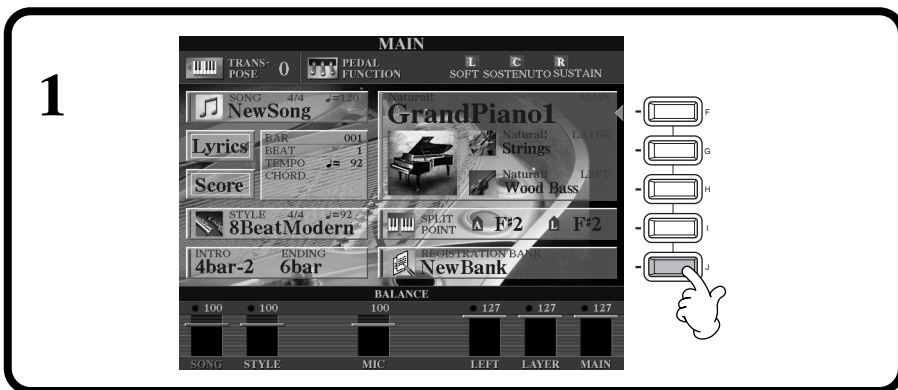 1
MAIN
TRANS-
POSE 0
PEDAL
FUNCTION
L C R
SOFT SOSTENUTO SUSTAIN
SONG 4/4 ♩=120
NewSong
Lyrics
Score
BAR 001
BEAT 1
TEMPO ♩= 92
CHORD
Natural! MAIN
GrandPiano1
Natural! LAYER
Strings
Natural! LEFT
Wood Bass
STYLE 4/4 ♩=92
8BeatModern
SPLIT
POINT A F♯2 L F♯2
INTRO ENDING
4bar-2 6bar
REGISTRATION BANK
NewBank
BALANCE
100 100 100 127 127 127
SONG STYLE MIC LEFT LAYER MAIN
F
G
H
I
J